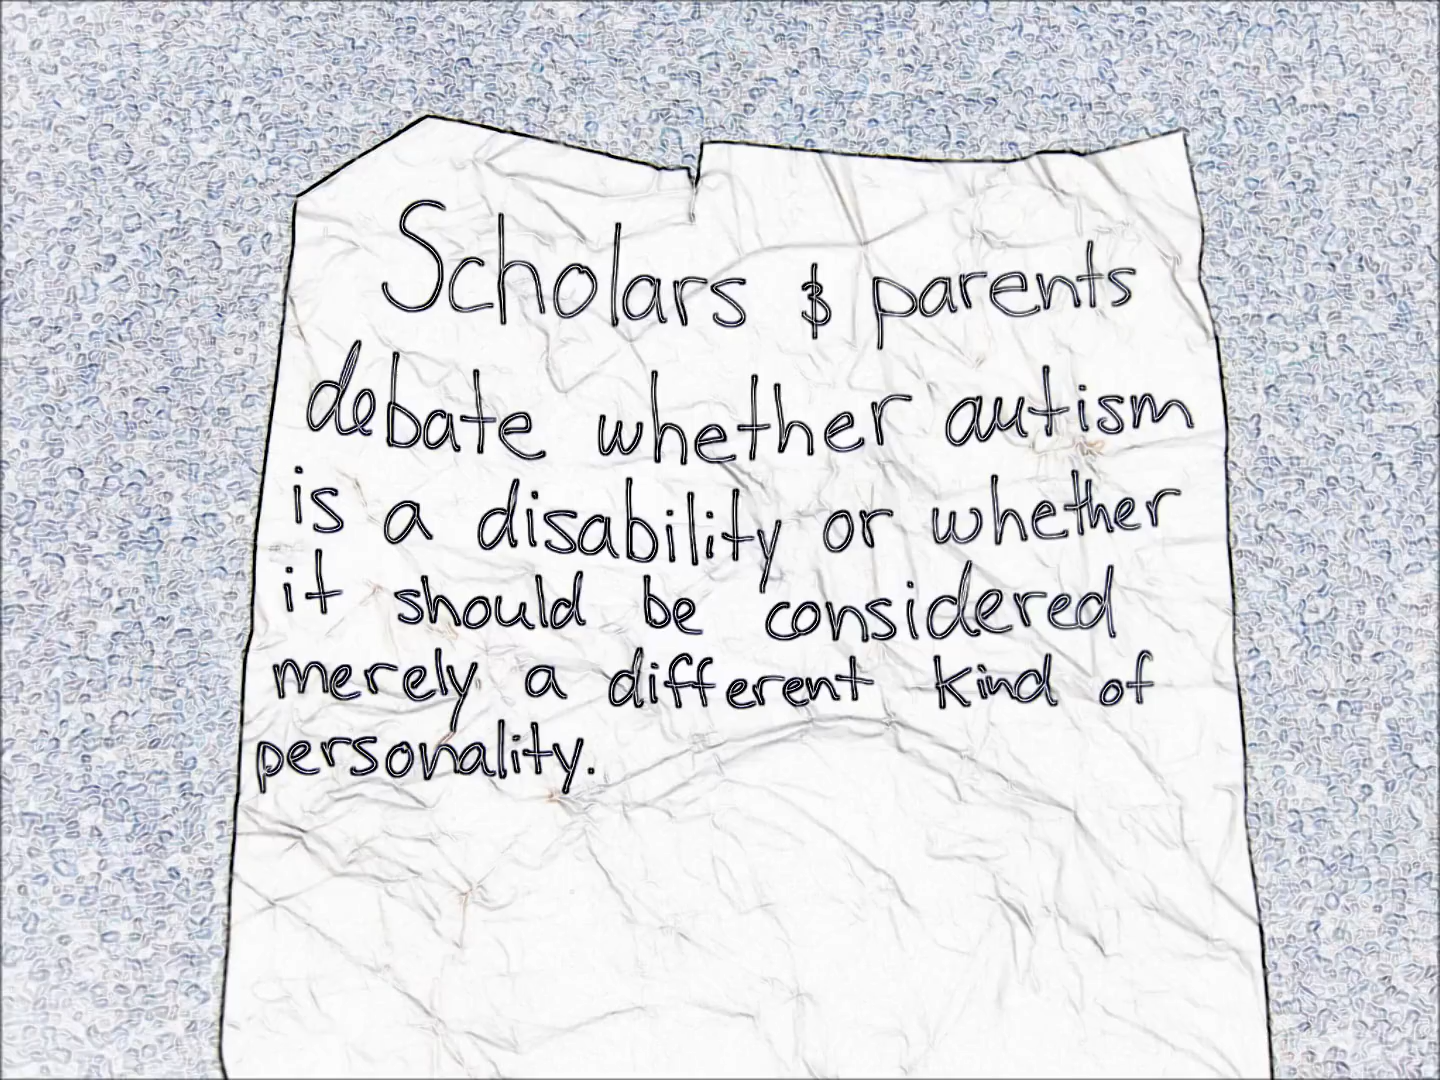 Scholars & parents
debate whether autism
is a disability or whether
it should be considered
merely a different kind of
personality.